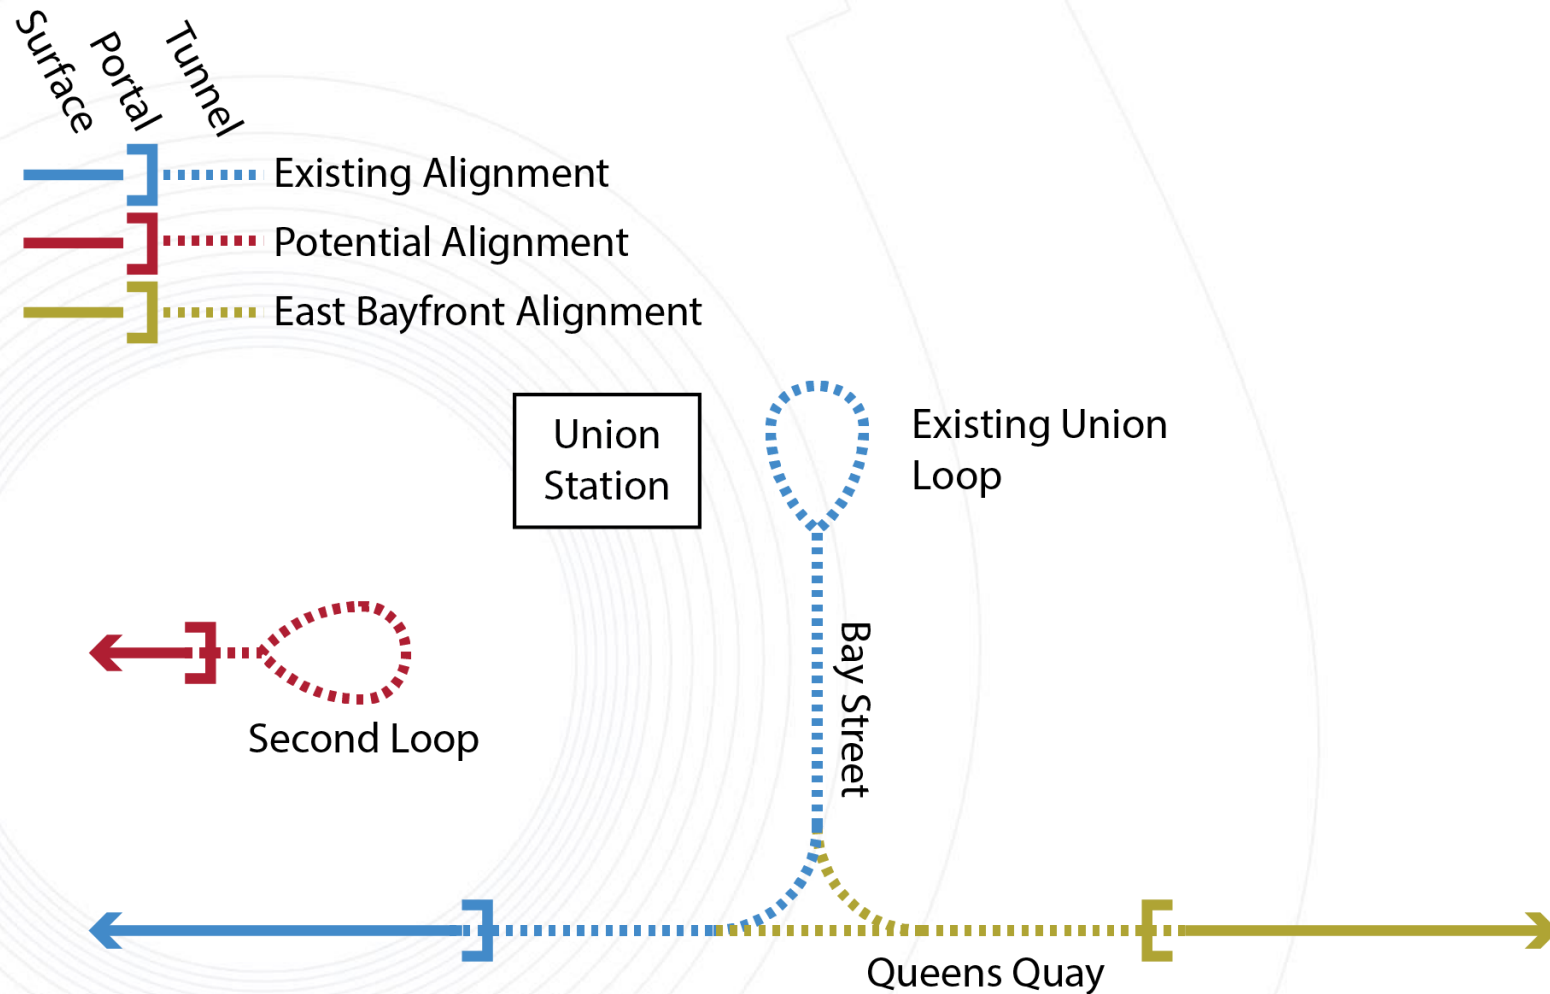 Surface
Portal
Tunnel
Existing Alignment
Potential Alignment
East Bayfront Alignment
Union
Station
Existing Union
Loop
Bay Street
Second Loop
Queens Quay